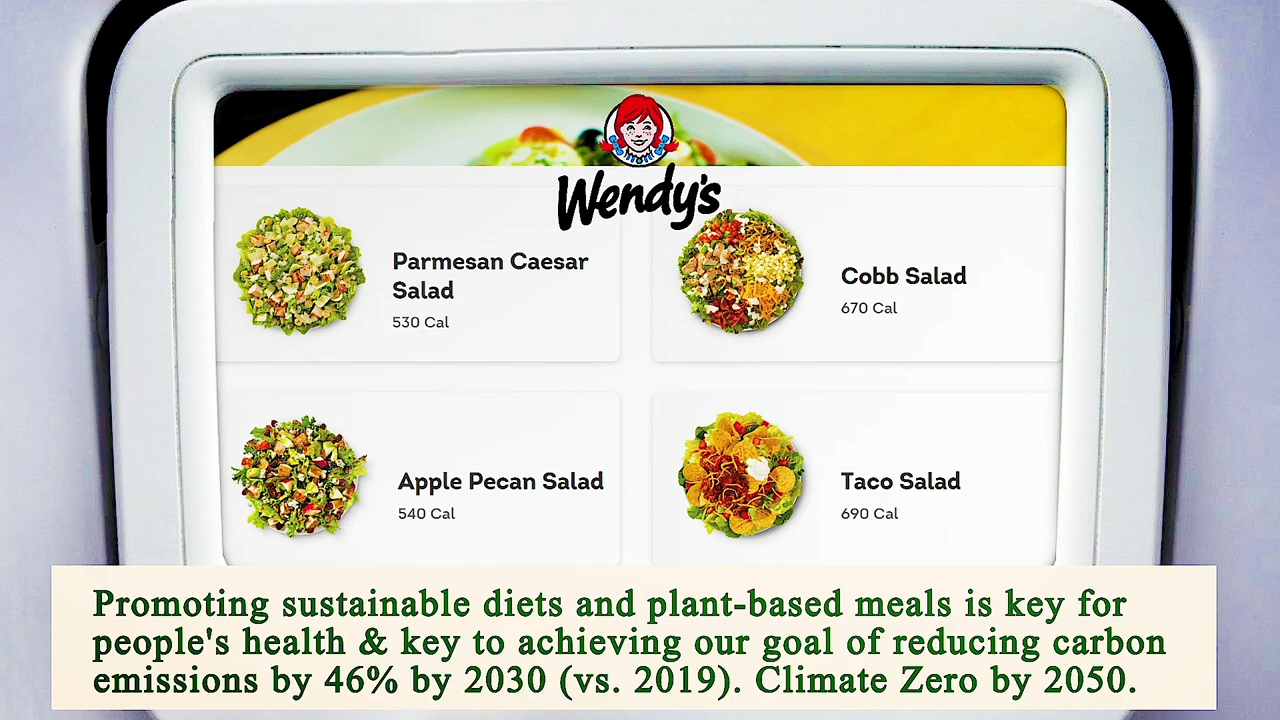 Wendy's
Parmesan Caesar
Salad
530 Cal
Cobb Salad
670 Cal
Apple Pecan Salad
540 Cal
Taco Salad
690 Cal
Promoting sustainable diets and plant-based meals is key for
people's health & key to achieving our goal of reducing carbon
emissions by 46% by 2030 (vs. 2019). Climate Zero by 2050.